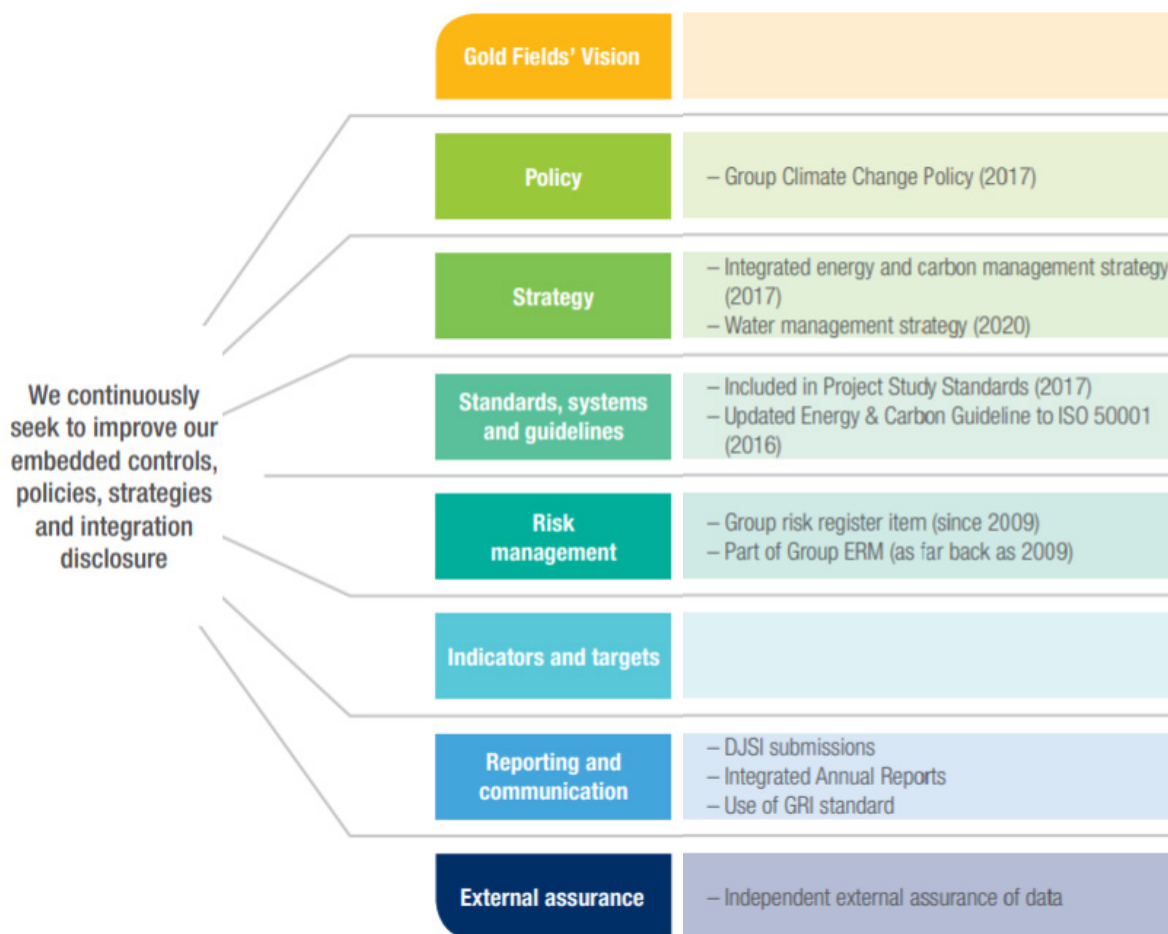 Gold Fields' Vision
Policy
– Group Climate Change Policy (2017)
Strategy
– Integrated energy and carbon management strategy
(2017)
– Water management strategy (2020)
We continuously
seek to improve our
embedded controls,
policies, strategies
and integration
disclosure
Standards, systems
and guidelines
– Included in Project Study Standards (2017)
– Updated Energy & Carbon Guideline to ISO 50001
(2016)
Risk
management
– Group risk register item (since 2009)
– Part of Group ERM (as far back as 2009)
Indicators and targets
Reporting and
communication
– DJSI submissions
– Integrated Annual Reports
– Use of GRI standard
External assurance
– Independent external assurance of data